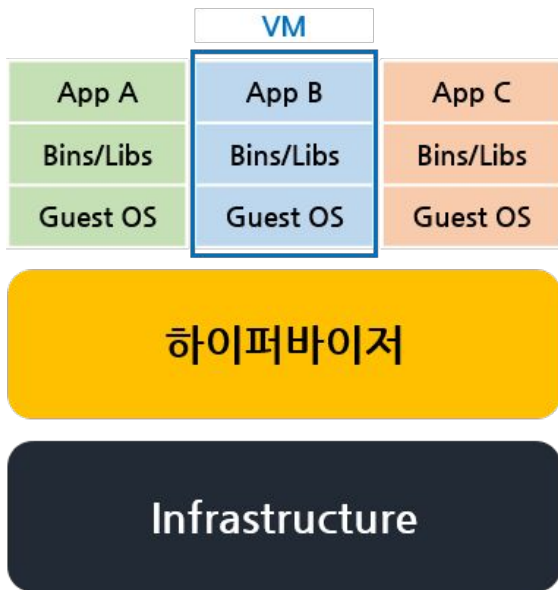 VM
App A
App B
App C
Bins/Libs
Bins/Libs
Bins/Libs
Guest OS
Guest OS
Guest OS
하이퍼바이저
Infrastructure